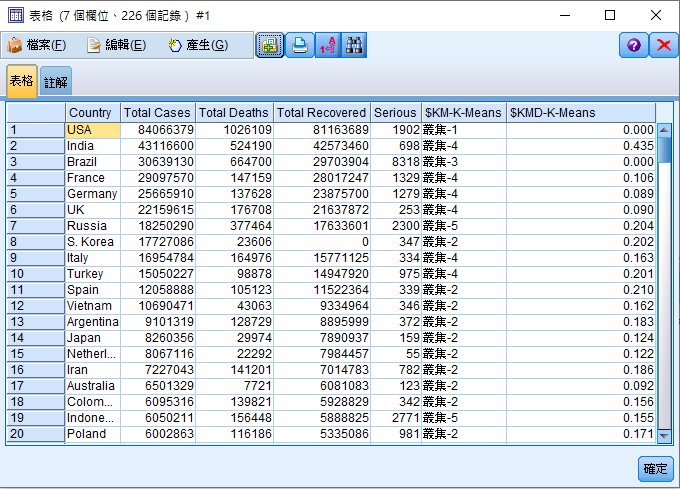 表格 (7 個欄位、226 個記錄) #1
檔案(F) 編輯(E) 產生(G)
表格 註解
Country Total Cases Total Deaths Total Recovered Serious $KM-K-Means $KMD-K-Means
1 USA 84066379 1026109 81163689 1902 叢集-1 0.000
2 India 43116600 524190 42573460 698 叢集-4 0.435
3 Brazil 30639130 664700 29703904 8318 叢集-3 0.000
4 France 29097570 147159 28017247 1329 叢集-4 0.106
5 Germany 25665910 137628 23875700 1279 叢集-4 0.089
6 UK 22159615 176708 21637872 253 叢集-4 0.090
7 Russia 18250290 377464 17633601 2300 叢集-5 0.204
8 S. Korea 17727086 23606 0 347 叢集-2 0.202
9 Italy 16954784 164976 15771125 334 叢集-4 0.163
10 Turkey 15050227 98878 14947920 975 叢集-4 0.201
11 Spain 12058888 105123 11522364 339 叢集-2 0.210
12 Vietnam 10690471 43063 9334964 346 叢集-2 0.162
13 Argentina 9101319 128729 8895999 372 叢集-2 0.183
14 Japan 8260356 29974 7890937 159 叢集-2 0.124
15 Netherl... 8067116 22292 7984457 55 叢集-2 0.122
16 Iran 7227043 141201 7014783 782 叢集-2 0.186
17 Australia 6501329 7721 6081083 123 叢集-2 0.092
18 Colom... 6095316 139821 5928829 342 叢集-2 0.156
19 Indone... 6050211 156448 5888825 2771 叢集-5 0.155
20 Poland 6002863 116186 5335086 981 叢集-2 0.171
確定